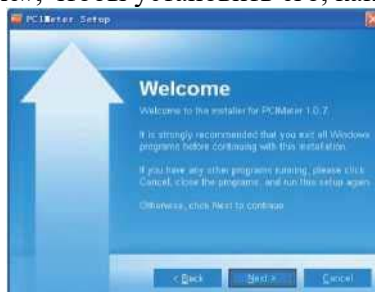 PCIMeter Setup
Welcome
Welcome to the installer for PCIMeter 1.0.7.
It is strongly recommended that you exit all Windows
programs before continuing with this installation.
If you have any other programs running, please click
Cancel, close the programs, and run this setup again.
Otherwise, click Next to continue.
< Back
Next >
Cancel